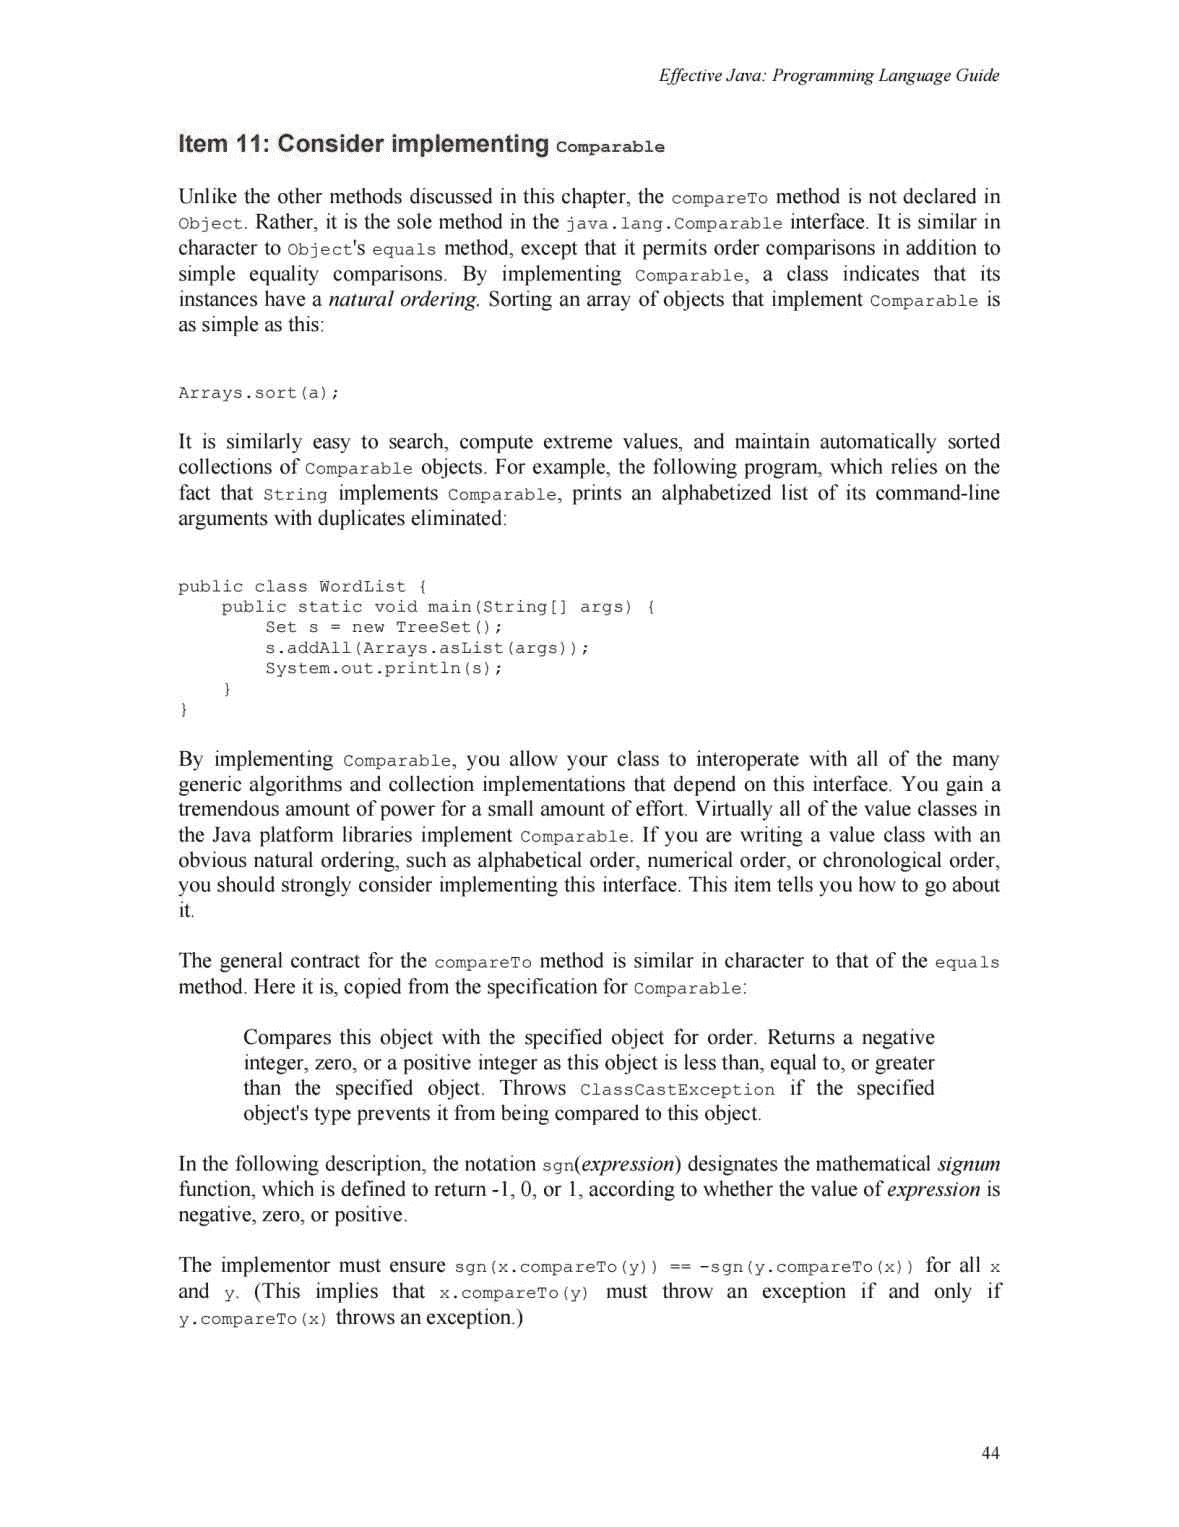 Effective Java: Programming Language Guide
Item 11: Consider implementing Comparable
Unlike the other methods discussed in this chapter, the compareTo method is not declared in
Object. Rather, it is the sole method in the java.lang.Comparable interface. It is similar in
character to Object's equals method, except that it permits order comparisons in addition to
simple equality comparisons. By implementing Comparable, a class indicates that its
instances have a natural ordering. Sorting an array of objects that implement Comparable is
as simple as this:
Arrays.sort(a);
It is similarly easy to search, compute extreme values, and maintain automatically sorted
collections of Comparable objects. For example, the following program, which relies on the
fact that String implements Comparable, prints an alphabetized list of its command-line
arguments with duplicates eliminated:
public class WordList {
    public static void main(String[] args) {
        Set s = new TreeSet();
        s.addAll(Arrays.asList(args));
        System.out.println(s);
    }
}
By implementing Comparable, you allow your class to interoperate with all of the many
generic algorithms and collection implementations that depend on this interface. You gain a
tremendous amount of power for a small amount of effort. Virtually all of the value classes in
the Java platform libraries implement Comparable. If you are writing a value class with an
obvious natural ordering, such as alphabetical order, numerical order, or chronological order,
you should strongly consider implementing this interface. This item tells you how to go about
it.
The general contract for the compareTo method is similar in character to that of the equals
method. Here it is, copied from the specification for Comparable:
Compares this object with the specified object for order. Returns a negative
integer, zero, or a positive integer as this object is less than, equal to, or greater
than the specified object. Throws ClassCastException if the specified
object's type prevents it from being compared to this object.
In the following description, the notation sgn(expression) designates the mathematical signum
function, which is defined to return -1, 0, or 1, according to whether the value of expression is
negative, zero, or positive.
The implementor must ensure sgn(x.compareTo(y)) == -sgn(y.compareTo(x)) for all x
and y. (This implies that x.compareTo(y) must throw an exception if and only if
y.compareTo(x) throws an exception.)
44